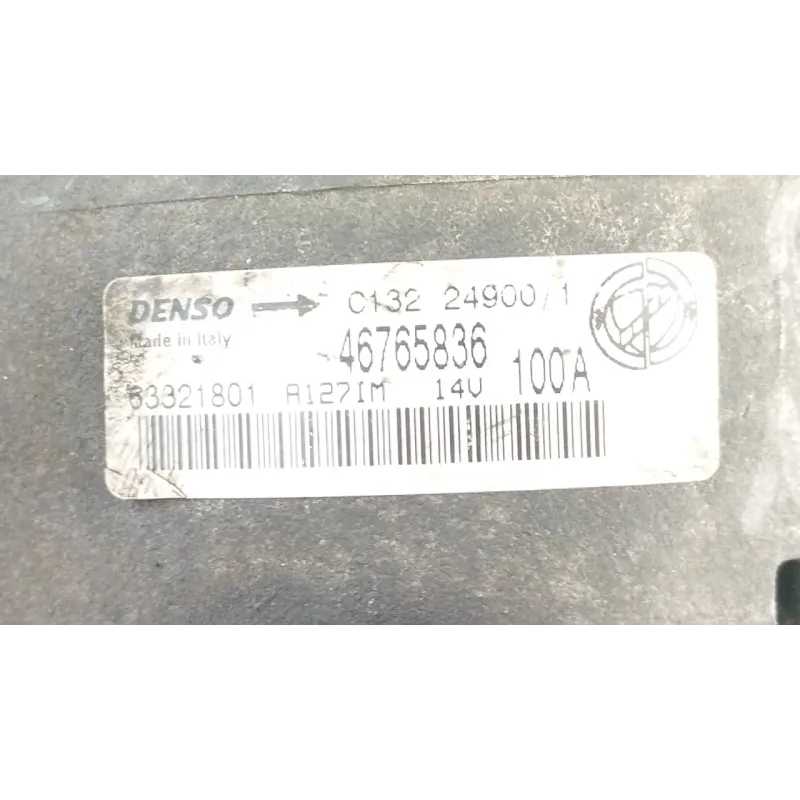 DENSO → C132 24900/1
Made in Italy
46765836
63321801 A127IM 14V 100A